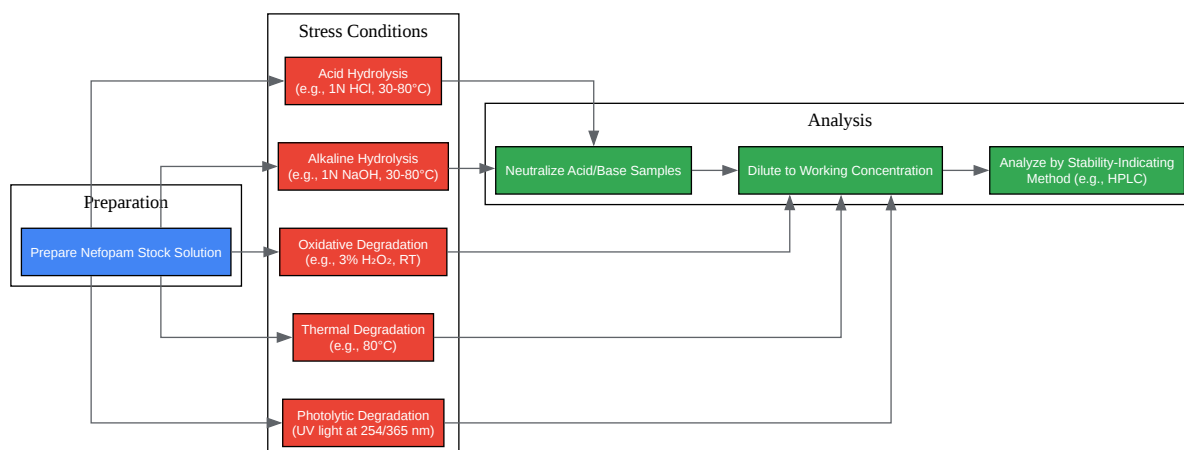 Preparation
Prepare Nefopam Stock Solution
Stress Conditions
Acid Hydrolysis
(e.g., 1N HCl, 30-80°C)
Alkaline Hydrolysis
(e.g., 1N NaOH, 30-80°C)
Oxidative Degradation
(e.g., 3% H₂O₂, RT)
Thermal Degradation
(e.g., 80°C)
Photolytic Degradation
(UV light at 254/365 nm)
Analysis
Neutralize Acid/Base Samples
Dilute to Working Concentration
Analyze by Stability-Indicating
Method (e.g., HPLC)